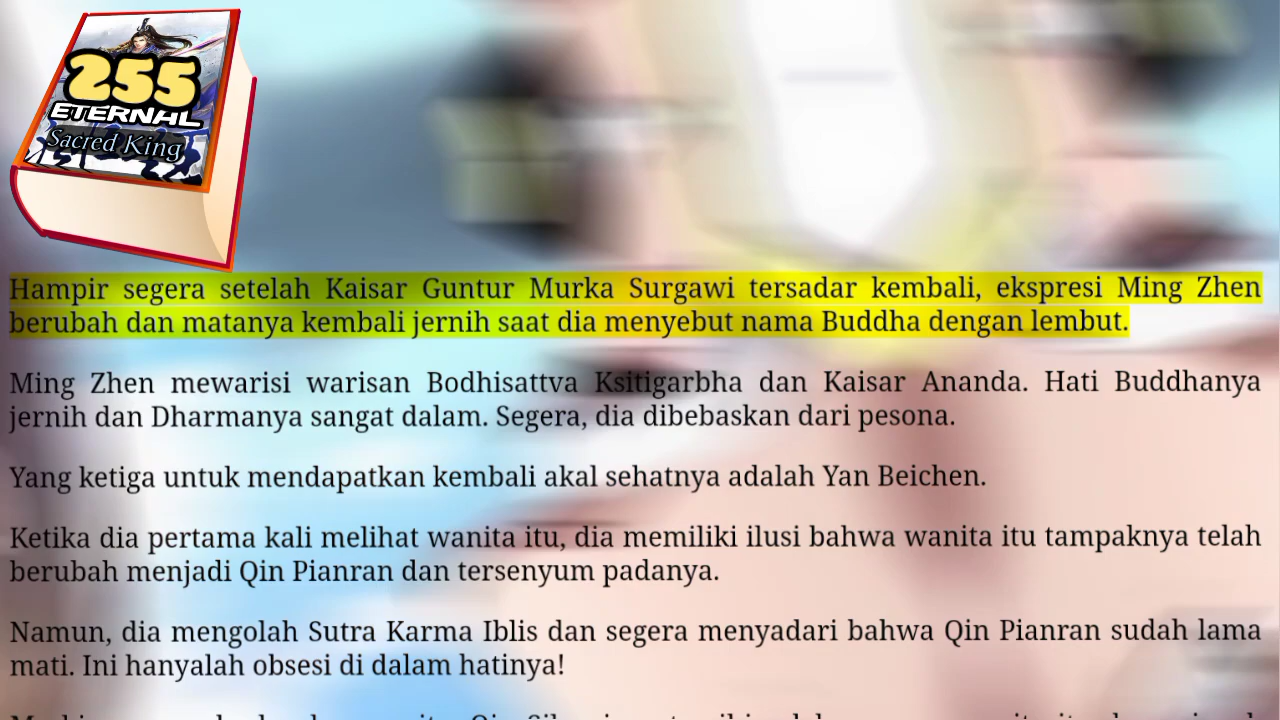 255
ETERNAL
Sacred King
Hampir segera setelah Kaisar Guntur Murka Surgawi tersadar kembali, ekspresi Ming Zhen
berubah dan matanya kembali jernih saat dia menyebut nama Buddha dengan lembut.
Ming Zhen mewarisi warisan Bodhisattva Ksitigarbha dan Kaisar Ananda. Hati Buddhanya
jernih dan Dharmanya sangat dalam. Segera, dia dibebaskan dari pesona.
Yang ketiga untuk mendapatkan kembali akal sehatnya adalah Yan Beichen.
Ketika dia pertama kali melihat wanita itu, dia memiliki ilusi bahwa wanita itu tampaknya telah
berubah menjadi Qin Pianran dan tersenyum padanya.
Namun, dia mengolah Sutra Karma Iblis dan segera menyadari bahwa Qin Pianran sudah lama
mati. Ini hanyalah obsesi di dalam hatinya!